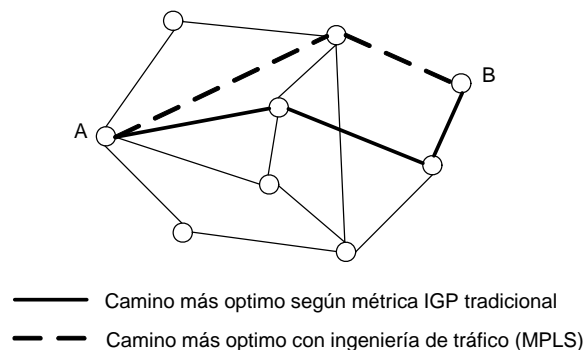 B
A
Camino más optimo según métrica IGP tradicional
Camino más optimo con ingeniería de tráfico (MPLS)